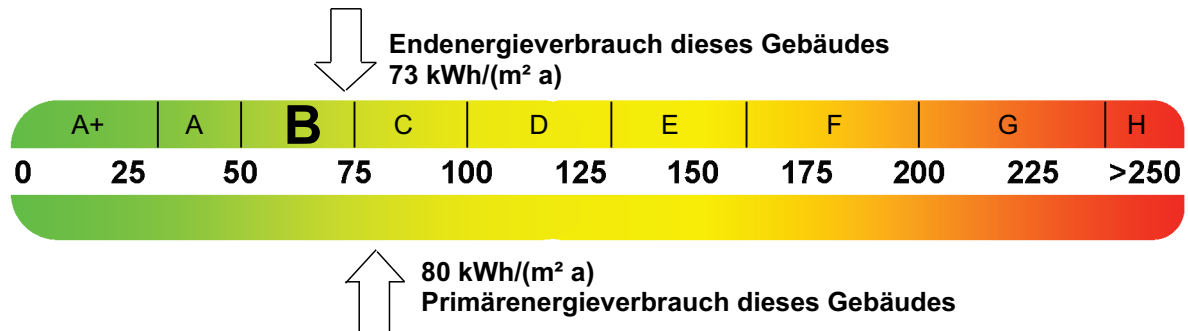 Endenergieverbrauch dieses Gebäudes
73 kWh/(m² a)
A+ A B C D E F G H
0 25 50 75 100 125 150 175 200 225 >250
80 kWh/(m² a)
Primärenergieverbrauch dieses Gebäudes